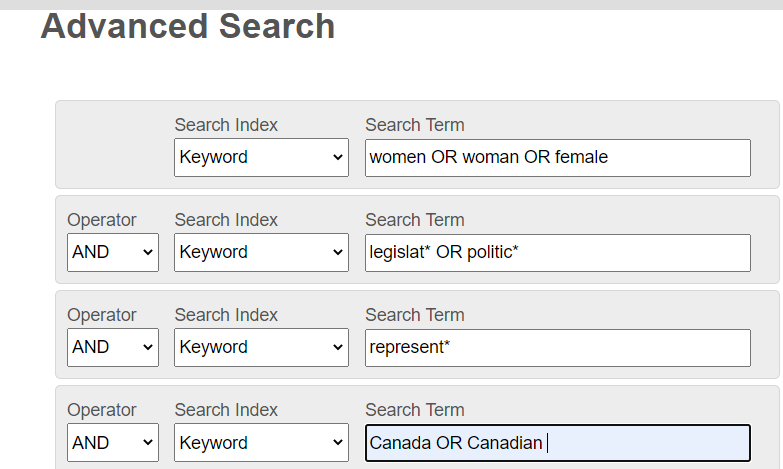 Advanced Search
Search Index Search Term
Keyword women OR woman OR female
Operator Search Index Search Term
AND Keyword legislat* OR politic*
Operator Search Index Search Term
AND Keyword represent*
Operator Search Index Search Term
AND Keyword Canada OR Canadian